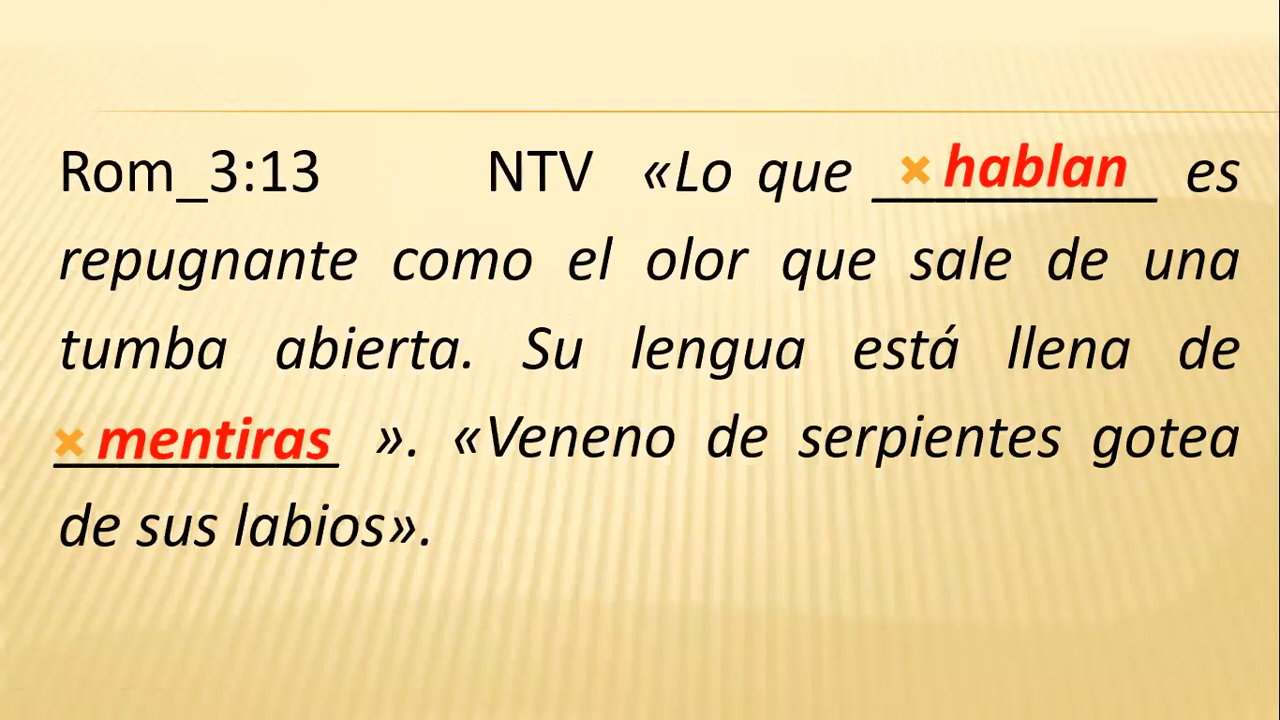 Rom_3:13 NTV «Lo que hablan es
repugnante como el olor que sale de una
tumba abierta. Su lengua está llena de
mentiras ». «Veneno de serpientes gotea
de sus labios».